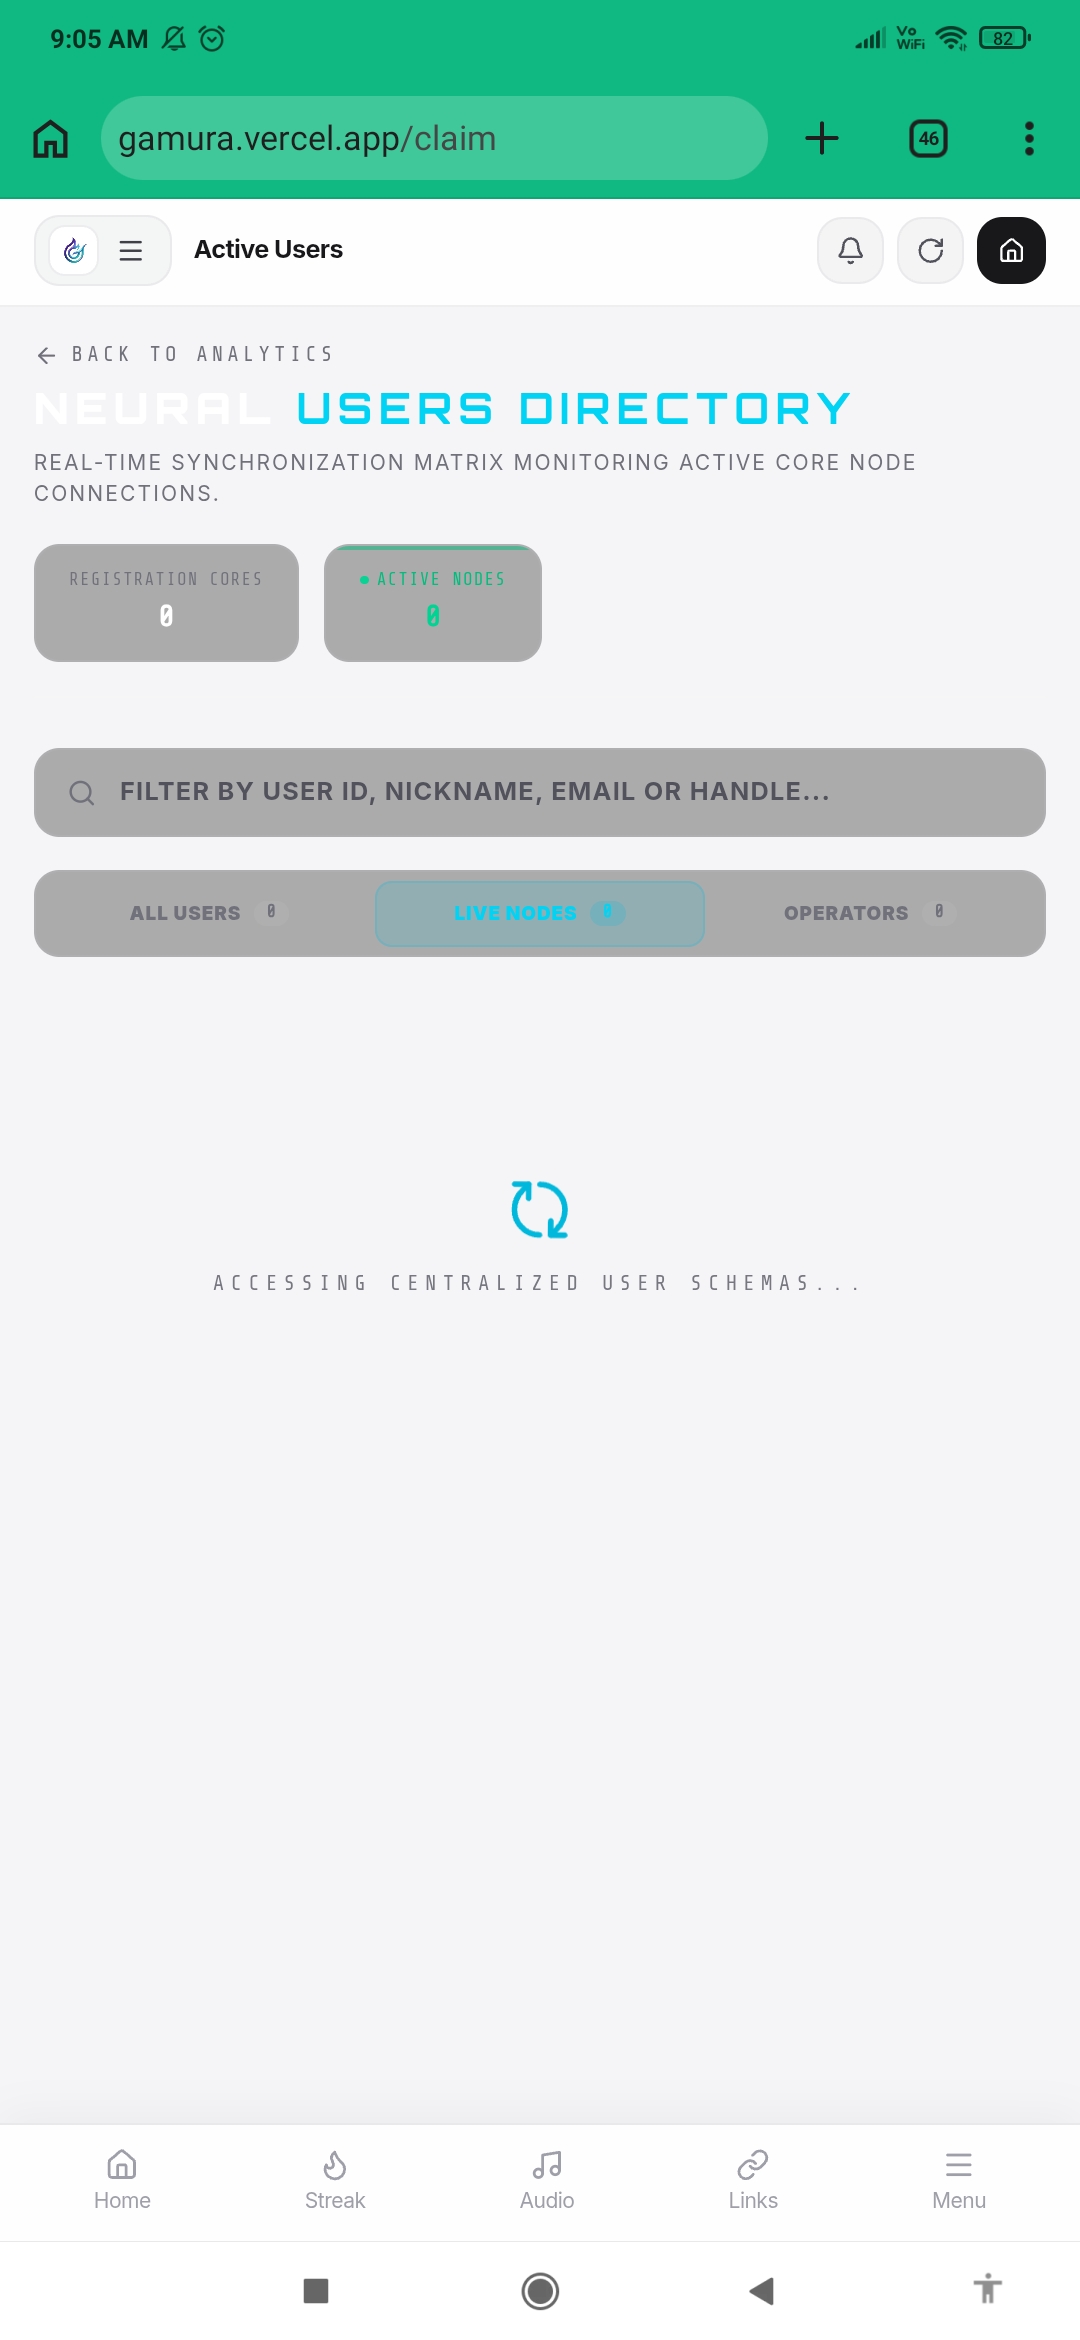 9:05 AM
Vo
WiFi
82
gamura.vercel.app/claim
46
Active Users
BACK TO ANALYTICS
NEURAL USERS DIRECTORY
REAL-TIME SYNCHRONIZATION MATRIX MONITORING ACTIVE CORE NODE
CONNECTIONS.
REGISTRATION CORES
0
ACTIVE NODES
0
FILTER BY USER ID, NICKNAME, EMAIL OR HANDLE...
ALL USERS 0
LIVE NODES 0
OPERATORS 0
ACCESSING CENTRALIZED USER SCHEMAS...
Home
Streak
Audio
Links
Menu